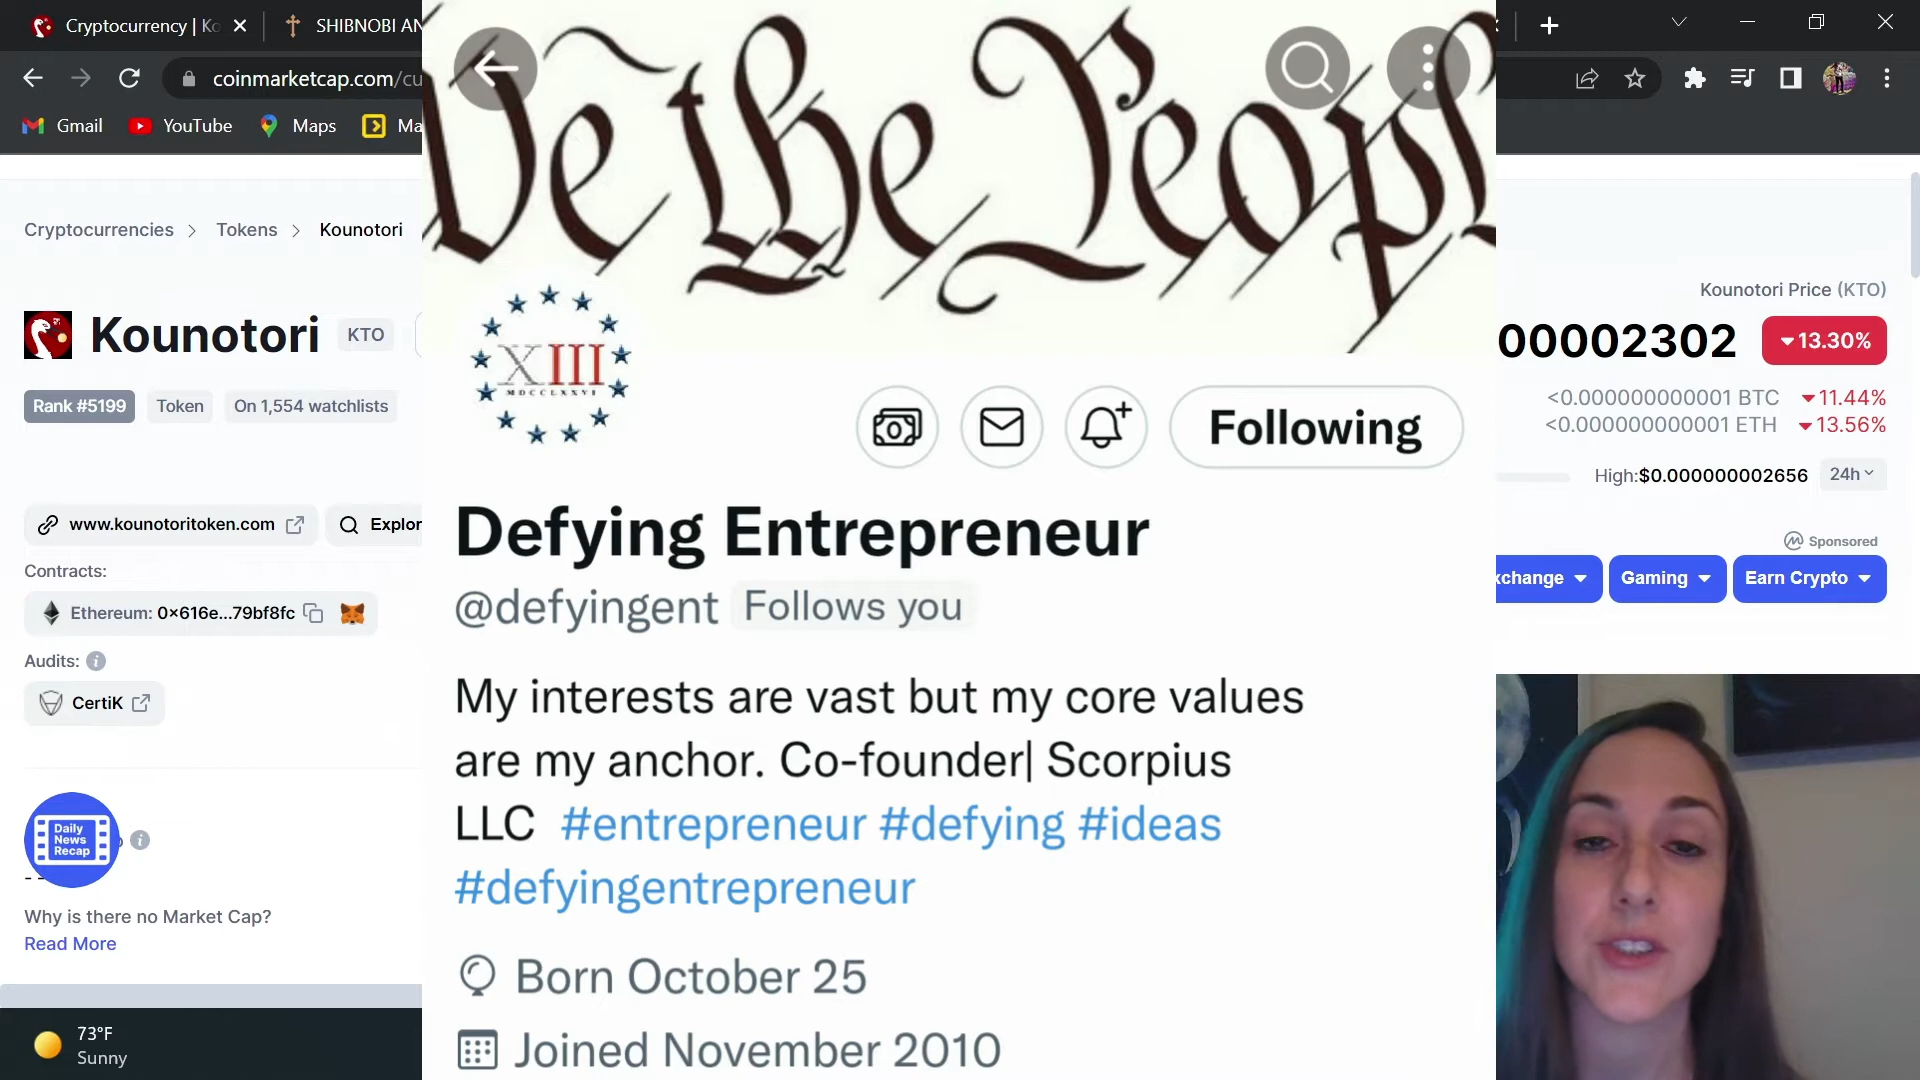 Cryptocurrency | Ko
SHIBNOBI AN
coinmarketcap.com/cu
Gmail
YouTube
Maps
Ma
We the Peopl
Cryptocurrencies > Tokens > Kounotori
Kounotori KTO
Rank #5199
Token
On 1,554 watchlists
www.kounotoritoken.com
Explor
Contracts:
Ethereum: 0×616e...79bf8fc
Audits:
CertiK
Daily
News
Recap
--
Why is there no Market Cap?
Read More
73°F
Sunny
XIII
MDCCLXXVI
Following
Defying Entrepreneur
@defyingent Follows you
My interests are vast but my core values
are my anchor. Co-founder| Scorpius
LLC #entrepreneur #defying #ideas
#defyingentrepreneur
Born October 25
Joined November 2010
Kounotori Price (KTO)
00002302 13.30%
<0.000000000001 BTC 11.44%
<0.000000000001 ETH 13.56%
High:$0.000000002656 24h
Sponsored
xchange
Gaming
Earn Crypto